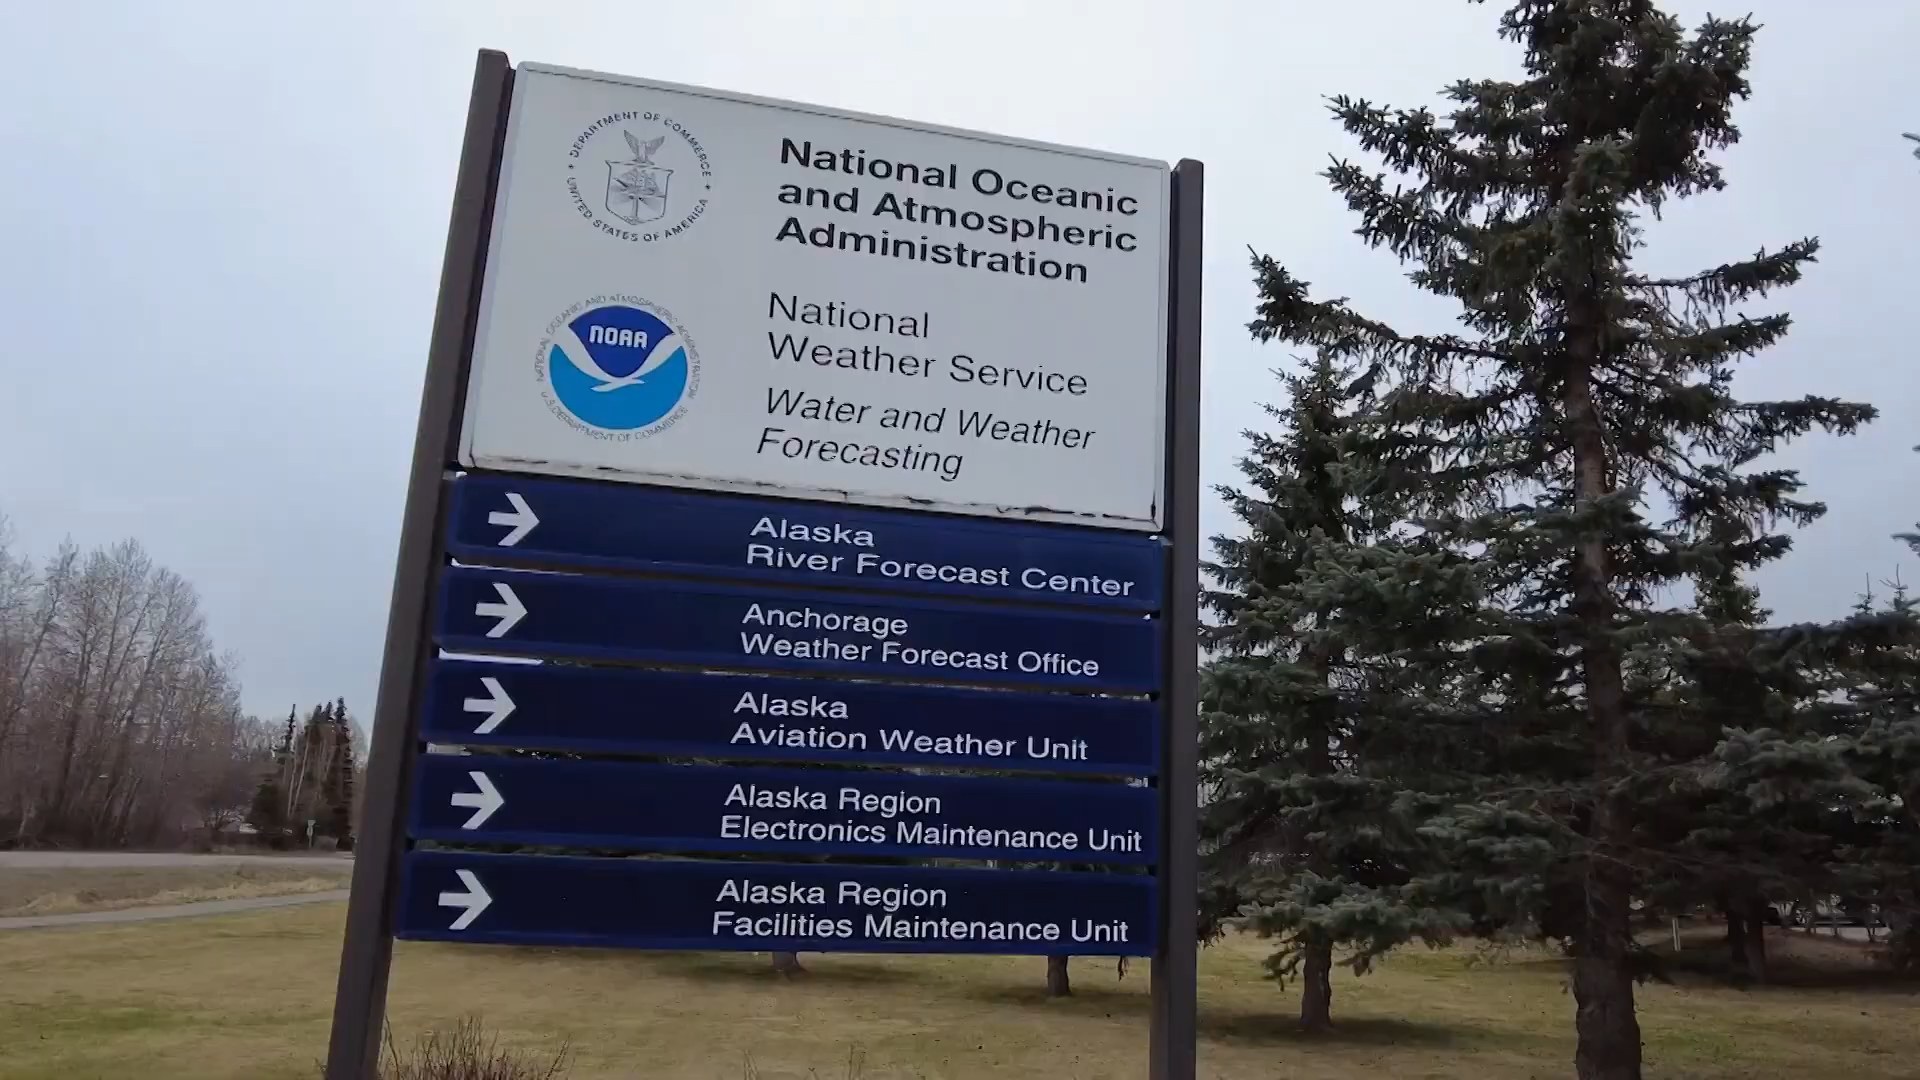 DEPARTMENT OF COMMERCE
UNITED STATES OF AMERICA
National Oceanic
and Atmospheric
Administration
NATIONAL OCEANIC AND ATMOSPHERIC ADMINISTRATION
NOAA
U.S. DEPARTMENT OF COMMERCE
National
Weather Service
Water and Weather
Forecasting
Alaska
River Forecast Center
Anchorage
Weather Forecast Office
Alaska
Aviation Weather Unit
Alaska Region
Electronics Maintenance Unit
Alaska Region
Facilities Maintenance Unit